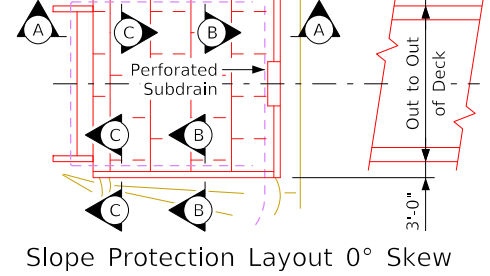 A
C
B
A
Perforated
Subdrain
Out to Out
of Deck
C
B
C
B
3'-0"
Slope Protection Layout 0° Skew